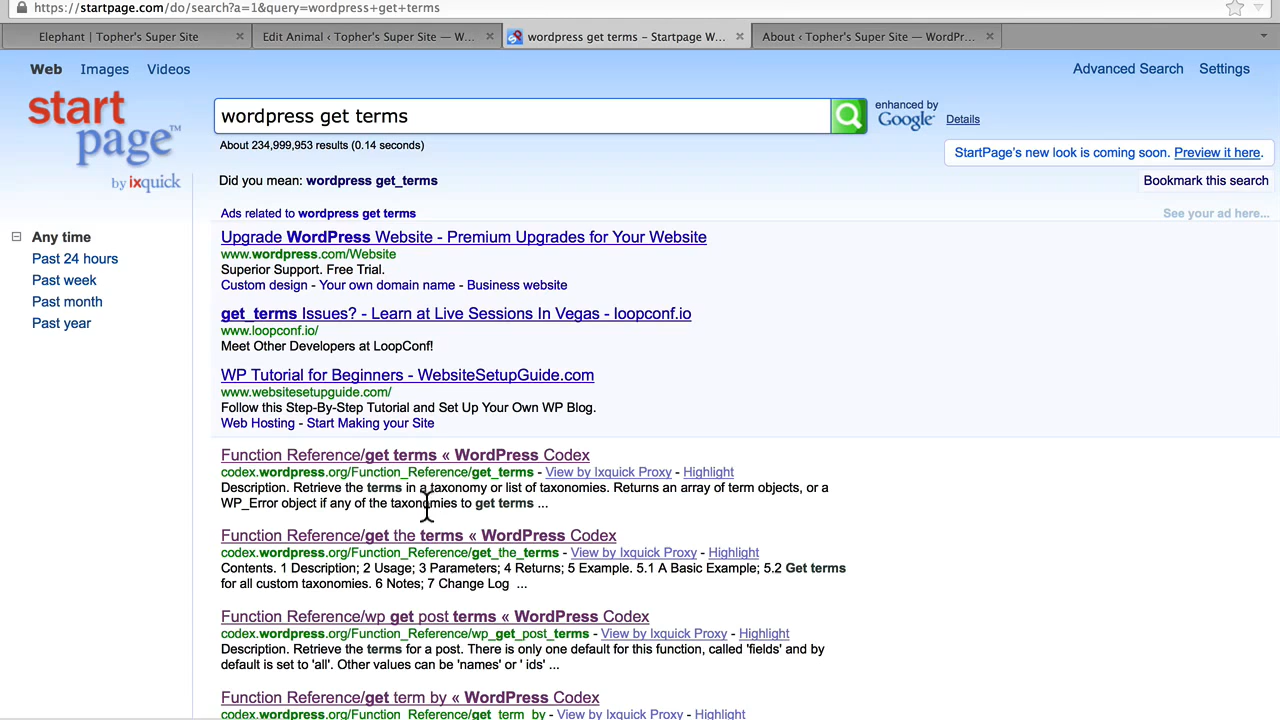 https://startpage.com/do/search?a=1&query=wordpress+get+terms
Elephant | Topher's Super Site
Edit Animal ‹ Topher's Super Site — W...
wordpress get terms – Startpage W...
About ‹ Topher's Super Site — WordPr...
Web Images Videos
Advanced Search Settings
start page™
by ixquick
wordpress get terms
enhanced by Google™ Details
About 234,999,953 results (0.14 seconds)
StartPage's new look is coming soon. Preview it here.
Did you mean: wordpress get_terms
Bookmark this search
Ads related to wordpress get terms
See your ad here...
Any time
Past 24 hours
Past week
Past month
Past year
Upgrade WordPress Website - Premium Upgrades for Your Website
www.wordpress.com/Website
Superior Support. Free Trial.
Custom design - Your own domain name - Business website
get_terms Issues? - Learn at Live Sessions In Vegas - loopconf.io
www.loopconf.io/
Meet Other Developers at LoopConf!
WP Tutorial for Beginners - WebsiteSetupGuide.com
www.websitesetupguide.com/
Follow this Step-By-Step Tutorial and Set Up Your Own WP Blog.
Web Hosting - Start Making your Site
Function Reference/get terms « WordPress Codex
codex.wordpress.org/Function_Reference/get_terms - View by Ixquick Proxy - Highlight
Description. Retrieve the terms in a taxonomy or list of taxonomies. Returns an array of term objects, or a
WP_Error object if any of the taxonomies to get terms ...
Function Reference/get the terms « WordPress Codex
codex.wordpress.org/Function_Reference/get_the_terms - View by Ixquick Proxy - Highlight
Contents. 1 Description; 2 Usage; 3 Parameters; 4 Returns; 5 Example. 5.1 A Basic Example; 5.2 Get terms
for all custom taxonomies. 6 Notes; 7 Change Log ...
Function Reference/wp get post terms « WordPress Codex
codex.wordpress.org/Function_Reference/wp_get_post_terms - View by Ixquick Proxy - Highlight
Description. Retrieve the terms for a post. There is only one default for this function, called 'fields' and by
default is set to 'all'. Other values can be 'names' or ' ids' ...
Function Reference/get term by « WordPress Codex
codex.wordpress.org/Function_Reference/get_term_by - View by Ixquick Proxy - Highlight